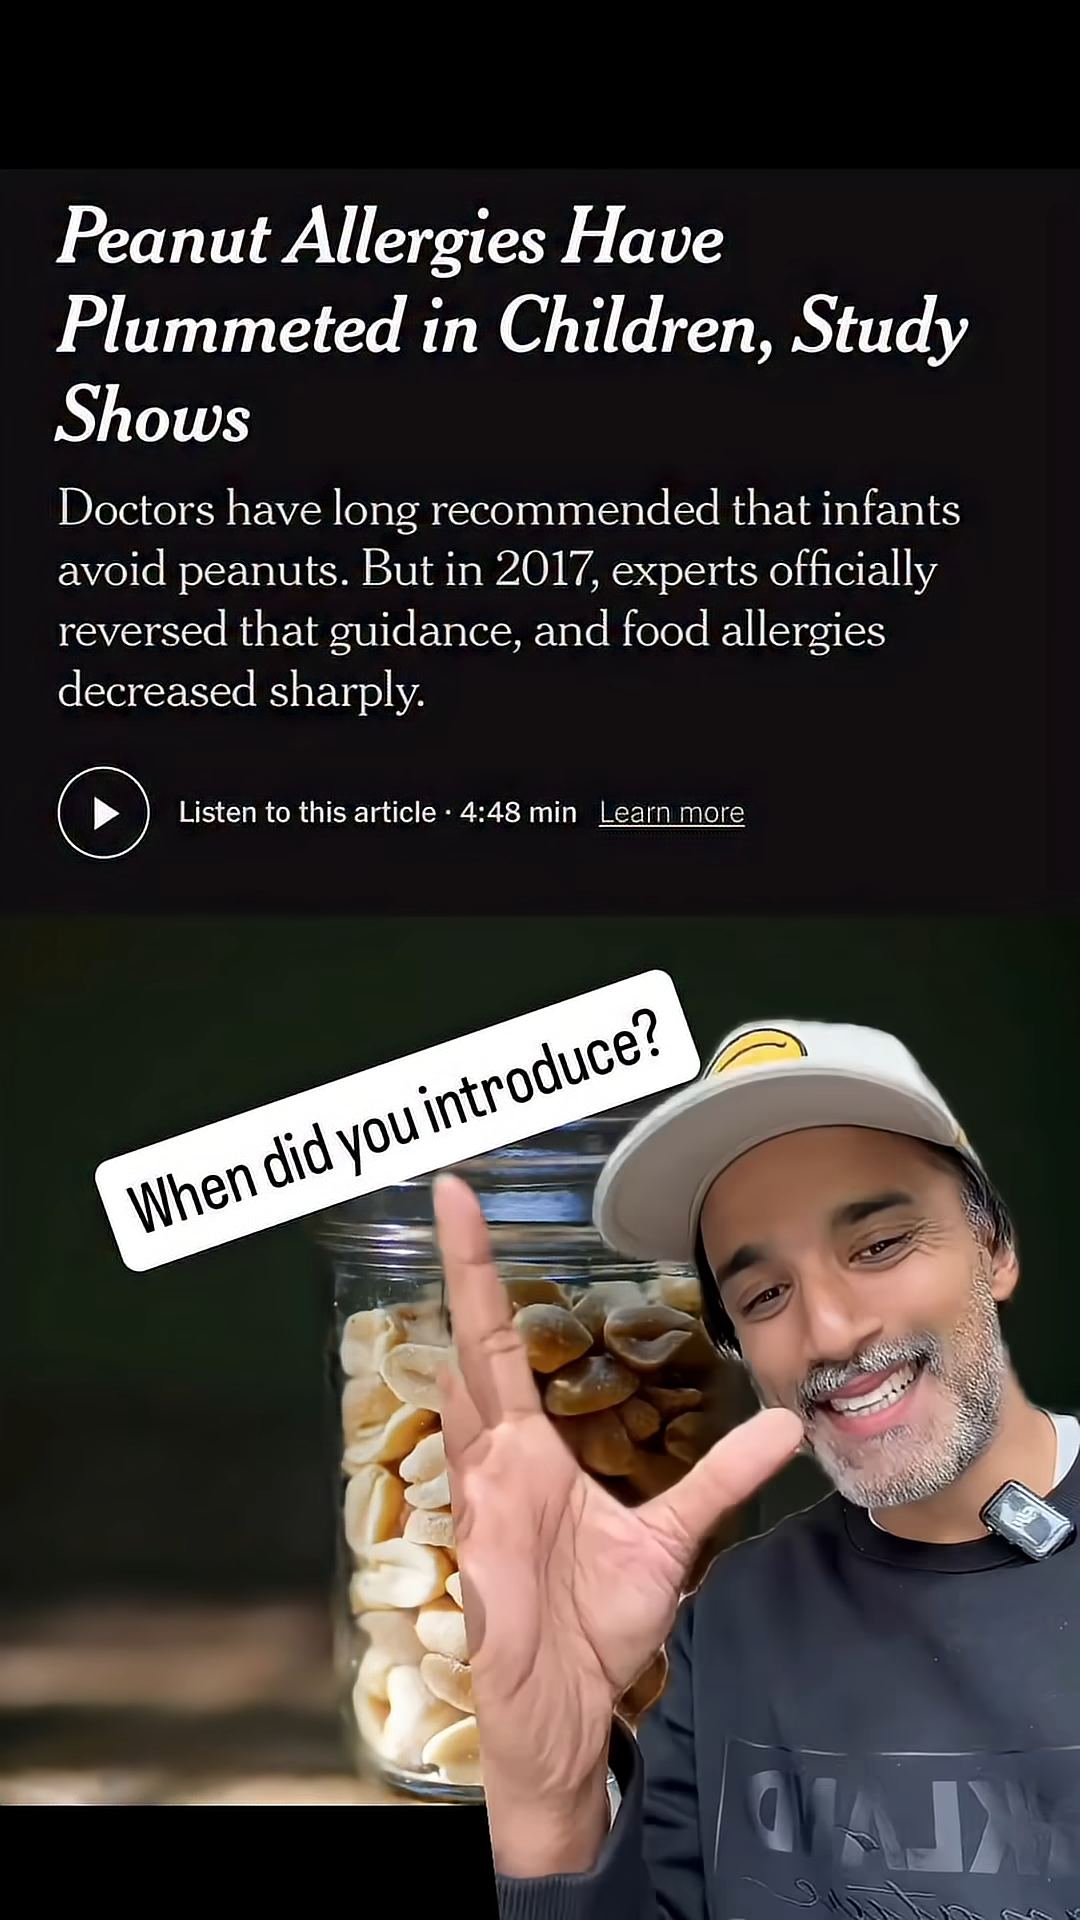 Peanut Allergies Have
Plummeted in Children, Study
Shows
Doctors have long recommended that infants
avoid peanuts. But in 2017, experts officially
reversed that guidance, and food allergies
decreased sharply.
Listen to this article · 4:48 min Learn more
When did you introduce?